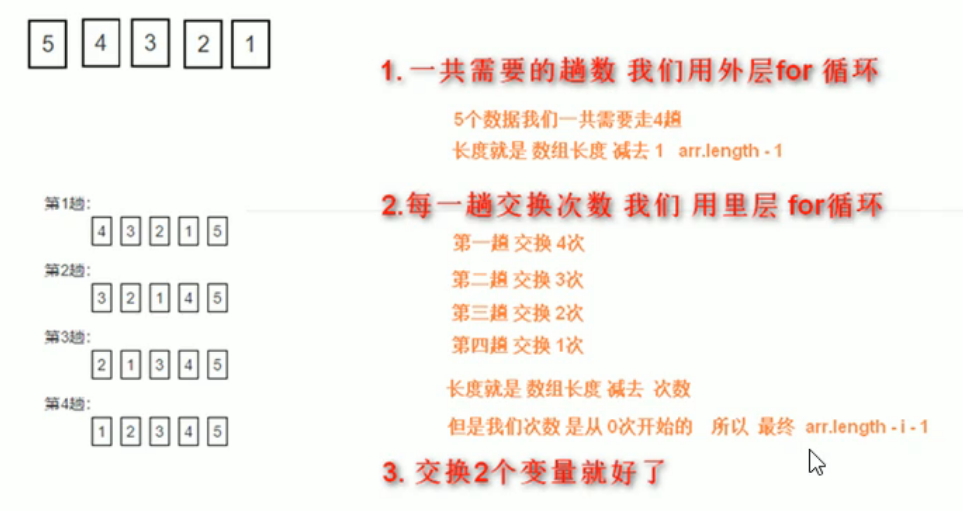 5 4 3 2 1
1. 一共需要的趟数 我们用外层for 循环
5个数据我们一共需要走4趟
长度就是 数组长度 减去 1 arr.length - 1
第1趟:
4 3 2 1 5
第2趟:
3 2 1 4 5
第3趟:
2 1 3 4 5
第4趟:
1 2 3 4 5
2.每一趟交换次数 我们 用里层 for循环
第一趟 交换 4次
第二趟 交换 3次
第三趟 交换 2次
第四趟 交换 1次
长度就是 数组长度 减去 次数
但是我们次数 是从 0次开始的 所以 最终 arr.length - i - 1
3. 交换2个变量就好了